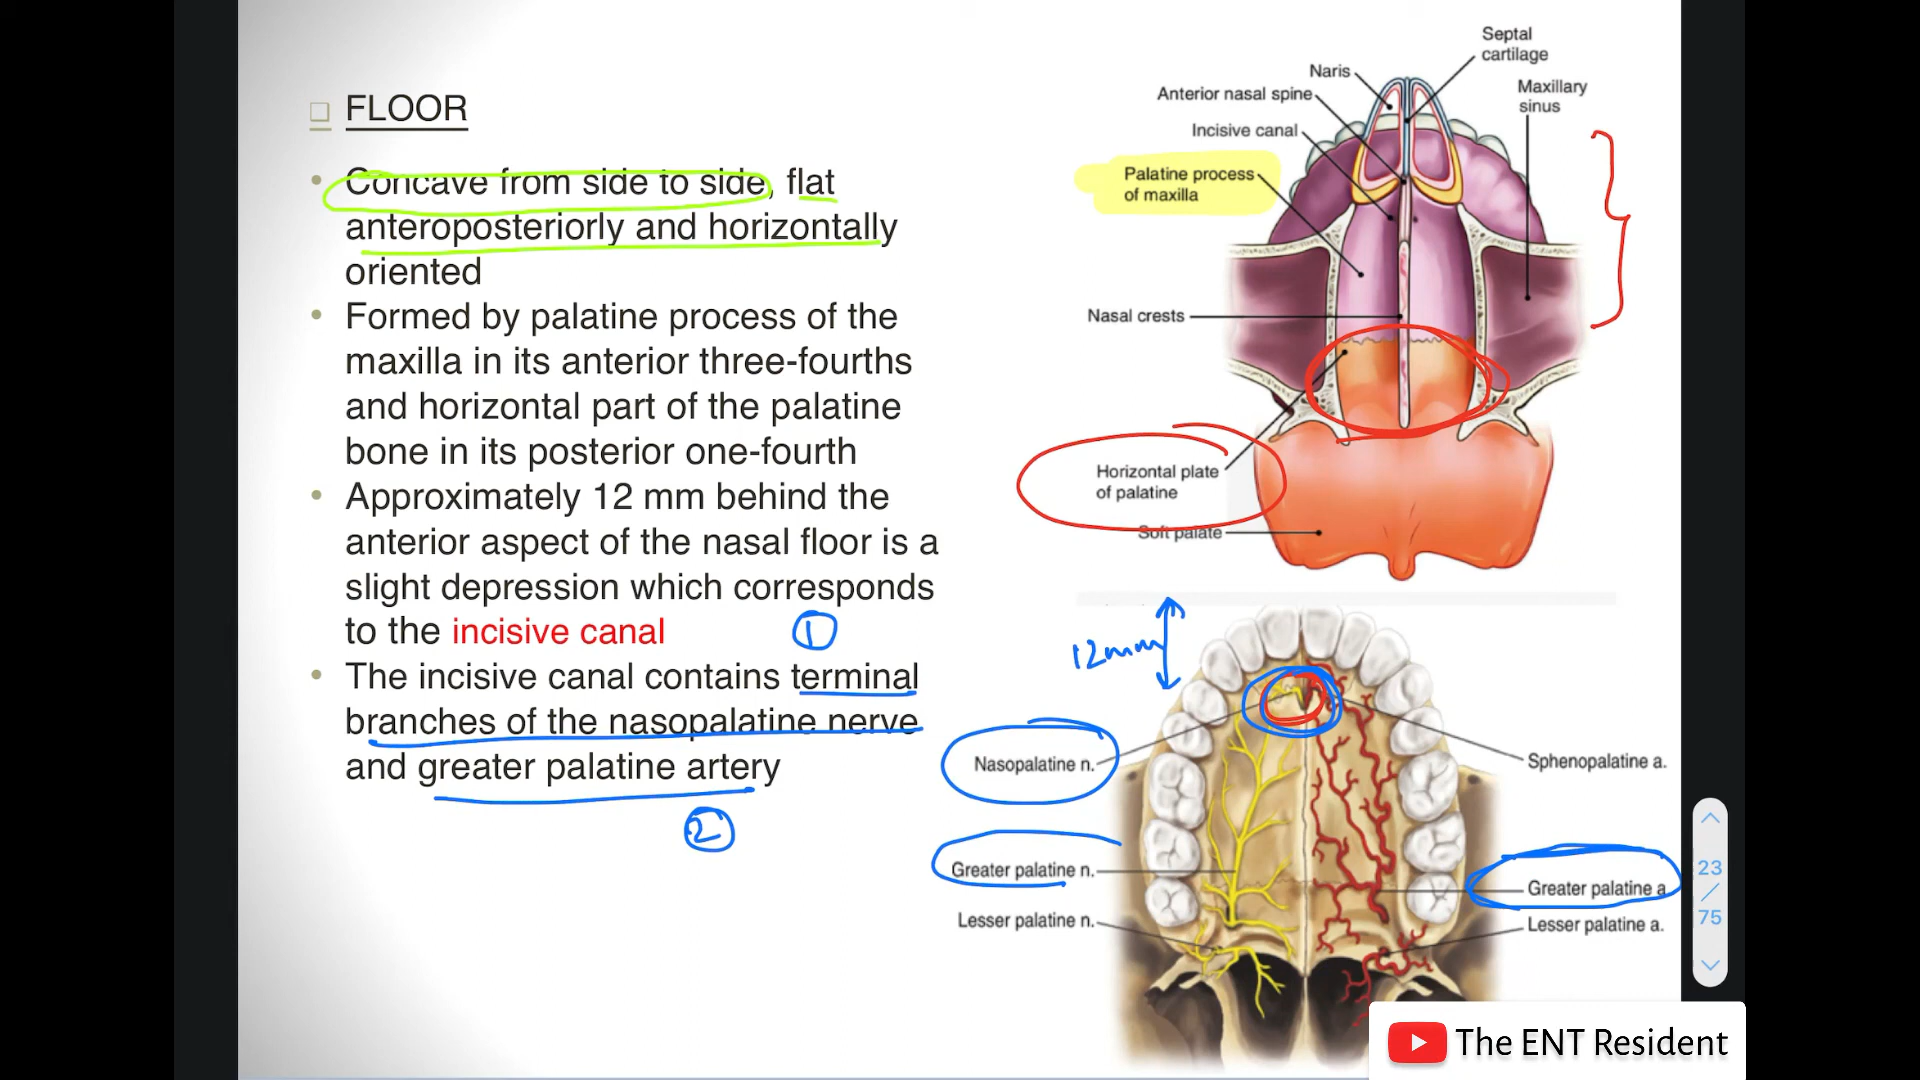 FLOOR
Concave from side to side, flat
anteroposteriorly and horizontally
oriented
Formed by palatine process of the
maxilla in its anterior three-fourths
and horizontal part of the palatine
bone in its posterior one-fourth
Approximately 12 mm behind the
anterior aspect of the nasal floor is a
slight depression which corresponds
to the incisive canal
1
The incisive canal contains terminal
branches of the nasopalatine nerve
and greater palatine artery
2
Septal
cartilage
Naris
Anterior nasal spine
Maxillary
sinus
Incisive canal
Palatine process
of maxilla
Nasal crests
Horizontal plate
of palatine
Soft palate
12mm
Nasopalatine n.
Sphenopalatine a.
Greater palatine n.
Greater palatine a
Lesser palatine n.
Lesser palatine a.
23
/
75
The ENT Resident